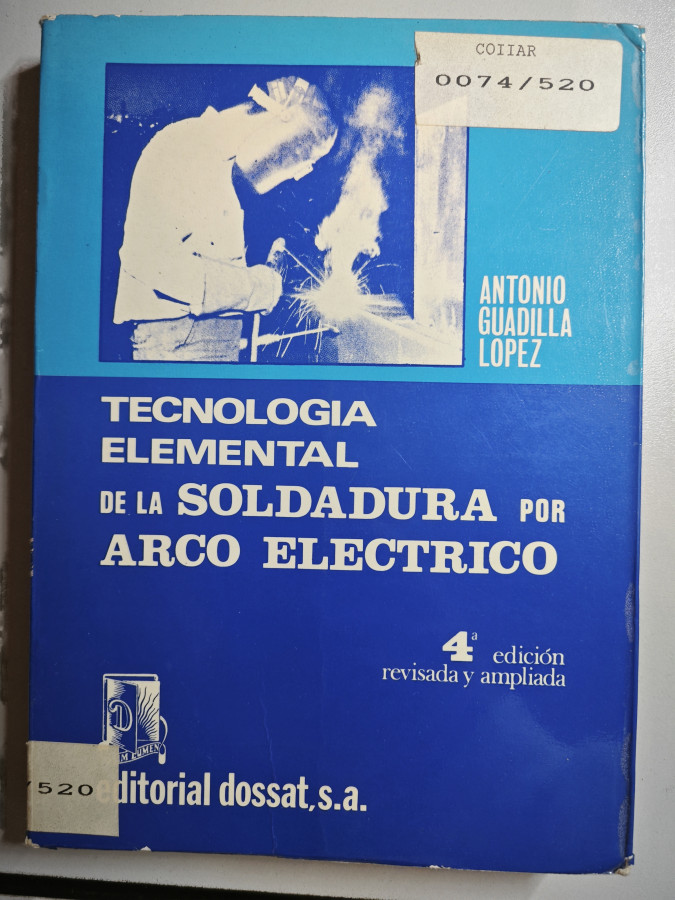 COIIAR
0074/520
ANTONIO
GUADILLA
LOPEZ
TECNOLOGIA
ELEMENTAL
DE LA SOLDADURA POR
ARCO ELECTRICO
4ª edición
revisada y ampliada
D
LUMEN
/520
editorial dossat, s.a.